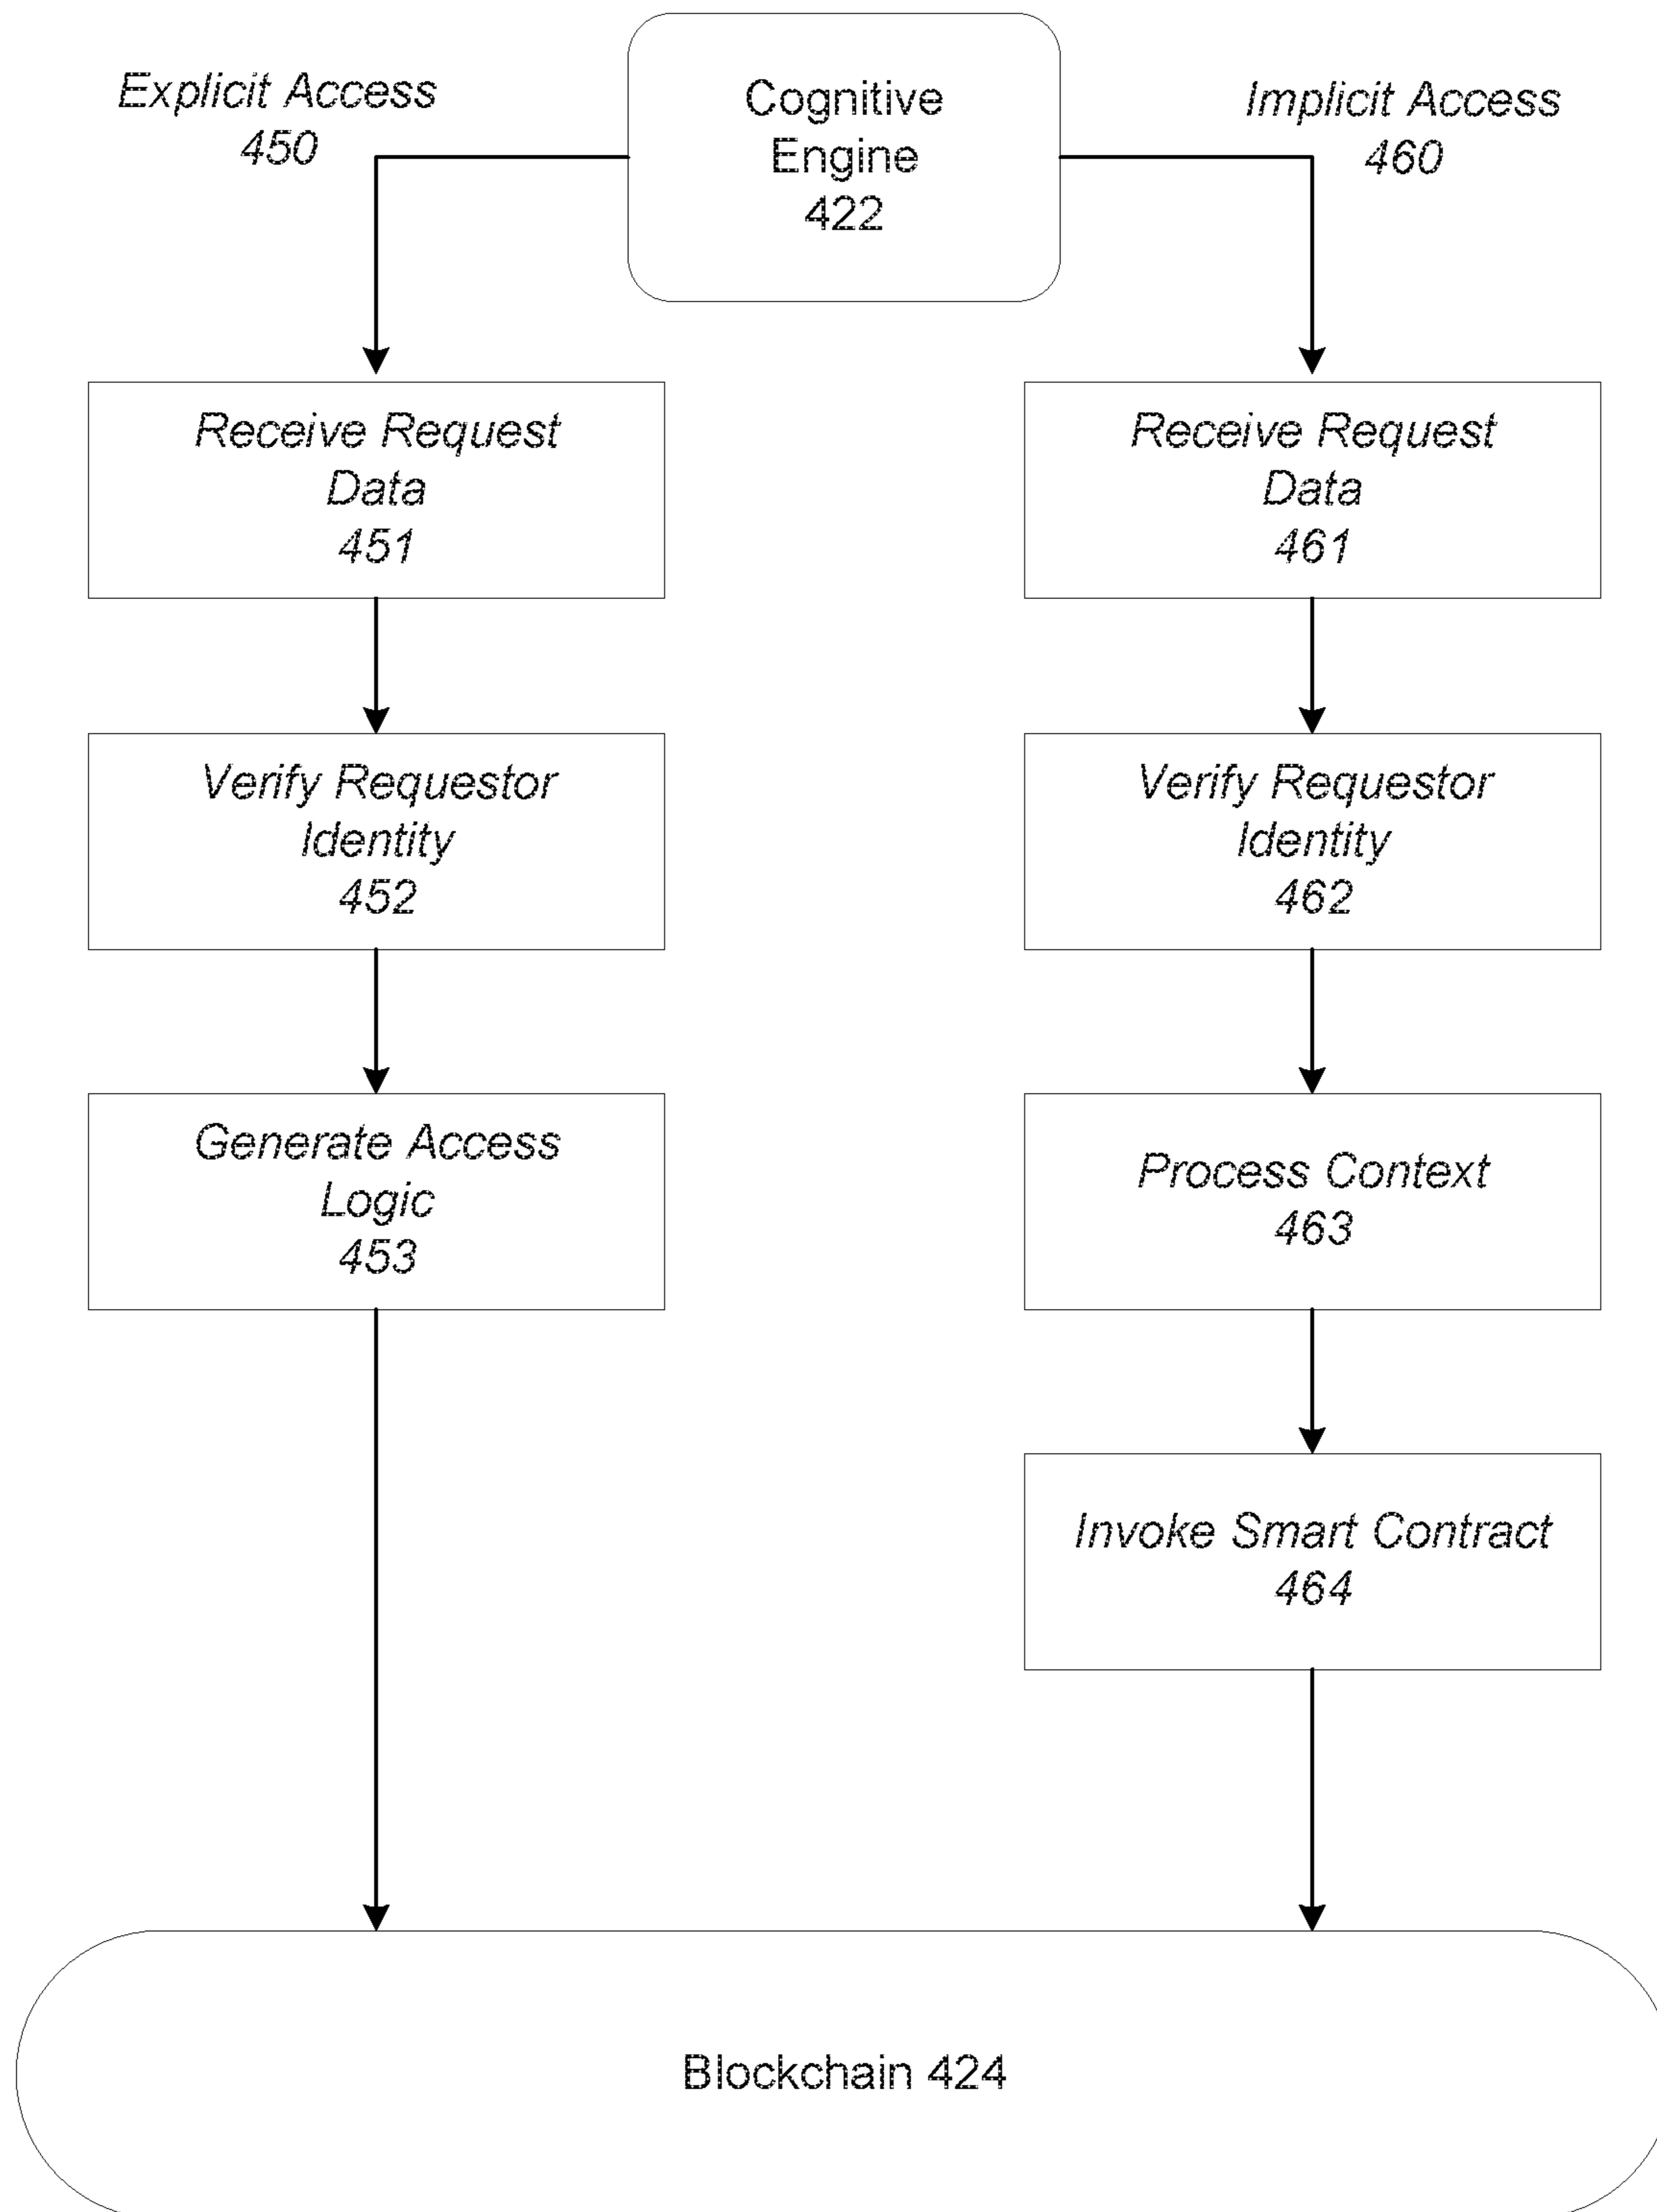 Cognitive
Engine
422
Explicit Access
450
Implicit Access
460
Receive Request
Data
451
Receive Request
Data
461
Verify Requestor
Identity
452
Verify Requestor
Identity
462
Generate Access
Logic
453
Process Context
463
Invoke Smart Contract
464
Blockchain 424